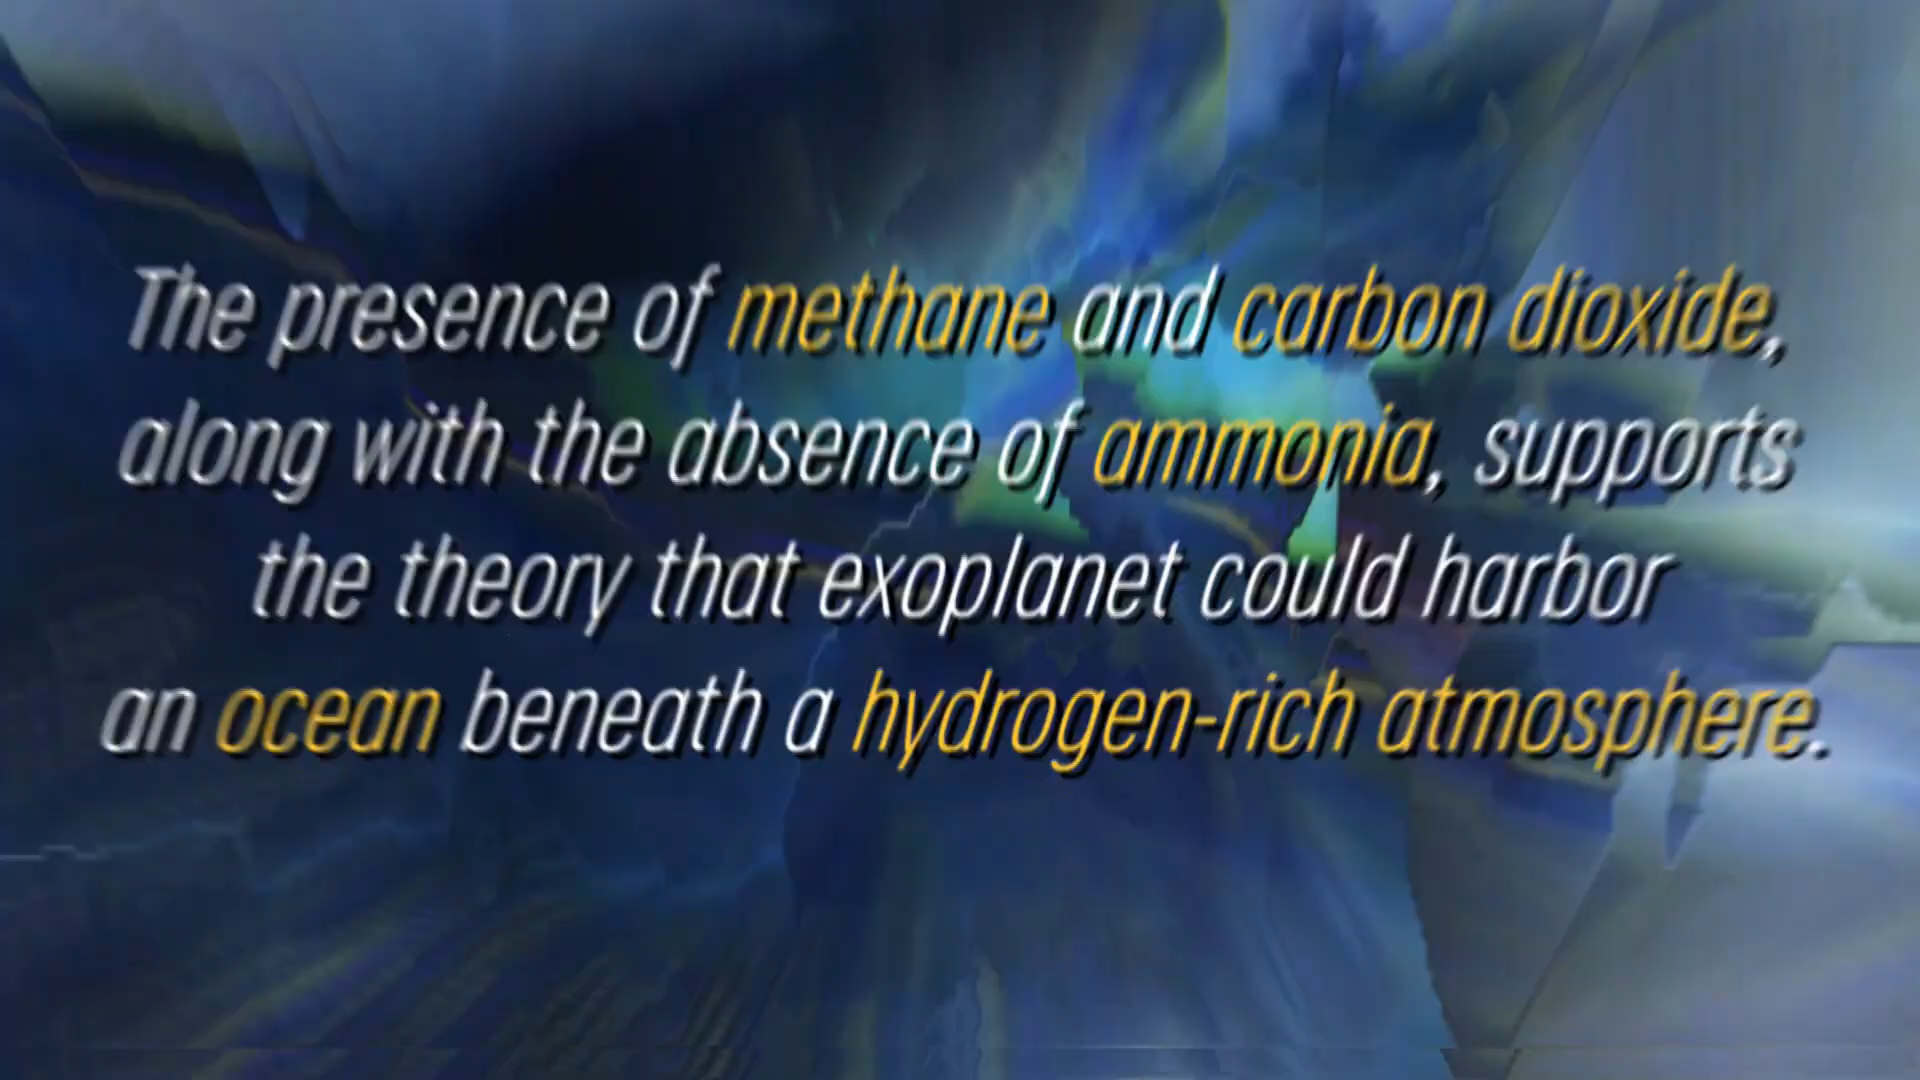 The presence of methane and carbon dioxide,
along with the absence of ammonia, supports
the theory that exoplanet could harbor
an ocean beneath a hydrogen-rich atmosphere.